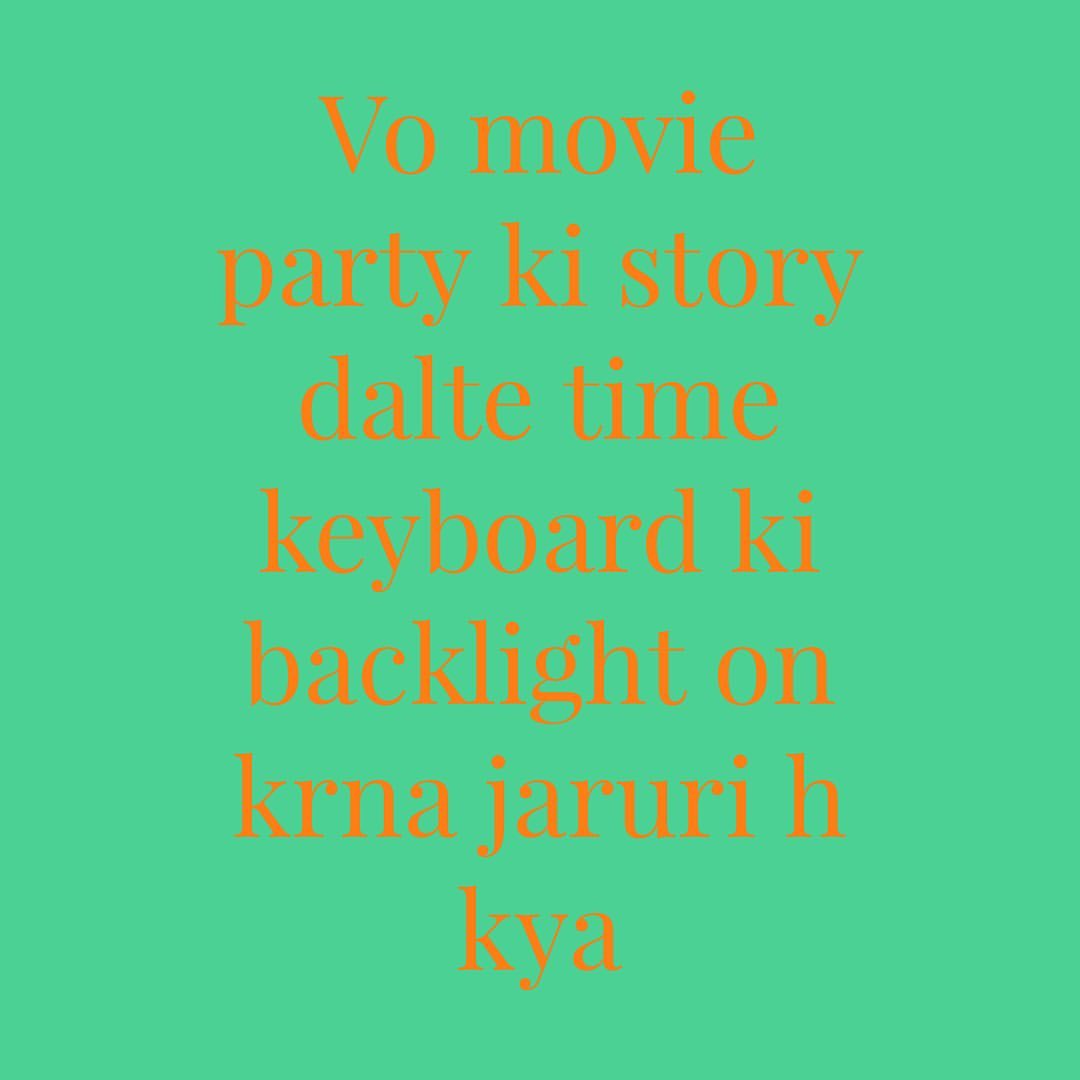 Vo movie
party ki story
dalte time
keyboard ki
backlight on
krna jaruri h
kya